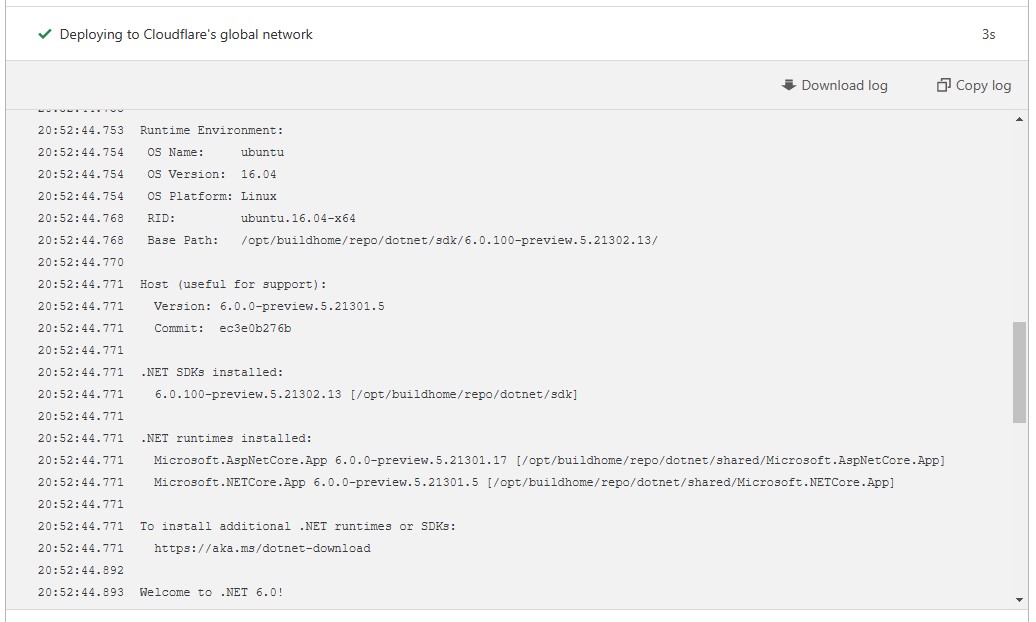 Deploying to Cloudflare's global network 3s
Download log Copy log
20:52:44.753 Runtime Environment:
20:52:44.754 OS Name: ubuntu
20:52:44.754 OS Version: 16.04
20:52:44.754 OS Platform: Linux
20:52:44.768 RID: ubuntu.16.04-x64
20:52:44.768 Base Path: /opt/buildhome/repo/dotnet/sdk/6.0.100-preview.5.21302.13/
20:52:44.770
20:52:44.771 Host (useful for support):
20:52:44.771 Version: 6.0.0-preview.5.21301.5
20:52:44.771 Commit: ec3e0b276b
20:52:44.771
20:52:44.771 .NET SDKs installed:
20:52:44.771 6.0.100-preview.5.21302.13 [/opt/buildhome/repo/dotnet/sdk]
20:52:44.771
20:52:44.771 .NET runtimes installed:
20:52:44.771 Microsoft.AspNetCore.App 6.0.0-preview.5.21301.17 [/opt/buildhome/repo/dotnet/shared/Microsoft.AspNetCore.App]
20:52:44.771 Microsoft.NETCore.App 6.0.0-preview.5.21301.5 [/opt/buildhome/repo/dotnet/shared/Microsoft.NETCore.App]
20:52:44.771
20:52:44.771 To install additional .NET runtimes or SDKs:
20:52:44.771 https://aka.ms/dotnet-download
20:52:44.892
20:52:44.893 Welcome to .NET 6.0!